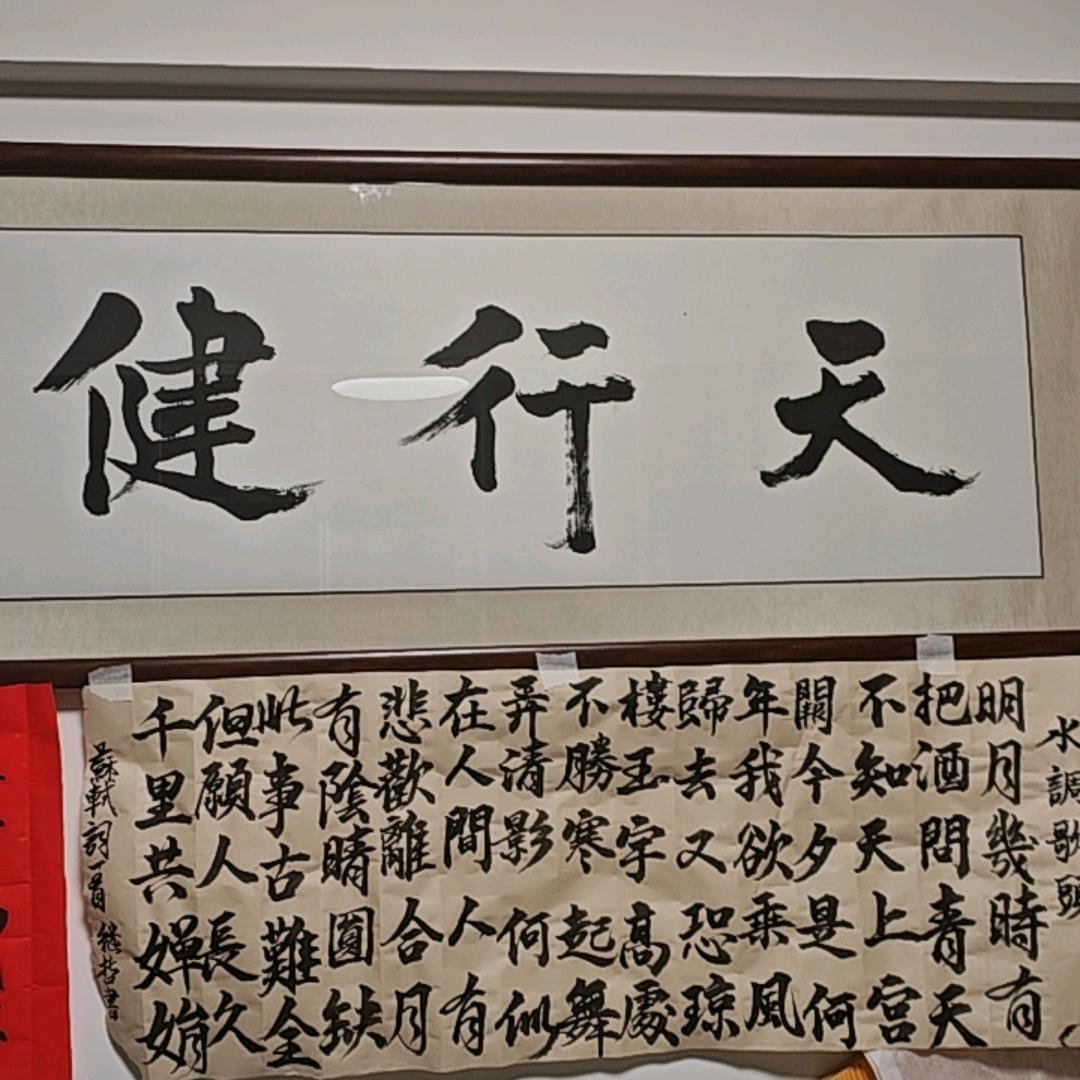 天行健
水調歌頭
明月幾時有
把酒問青天
不知天上宮
闕今夕是何
年我欲乘風
歸去又恐琼
樓玉宇高處
不勝寒起舞
弄清影何似
在人間人有
悲歡離合月
有陰晴圓缺
此事古難全
但願人長久
千里共嬋娟
蘇軾詞一首